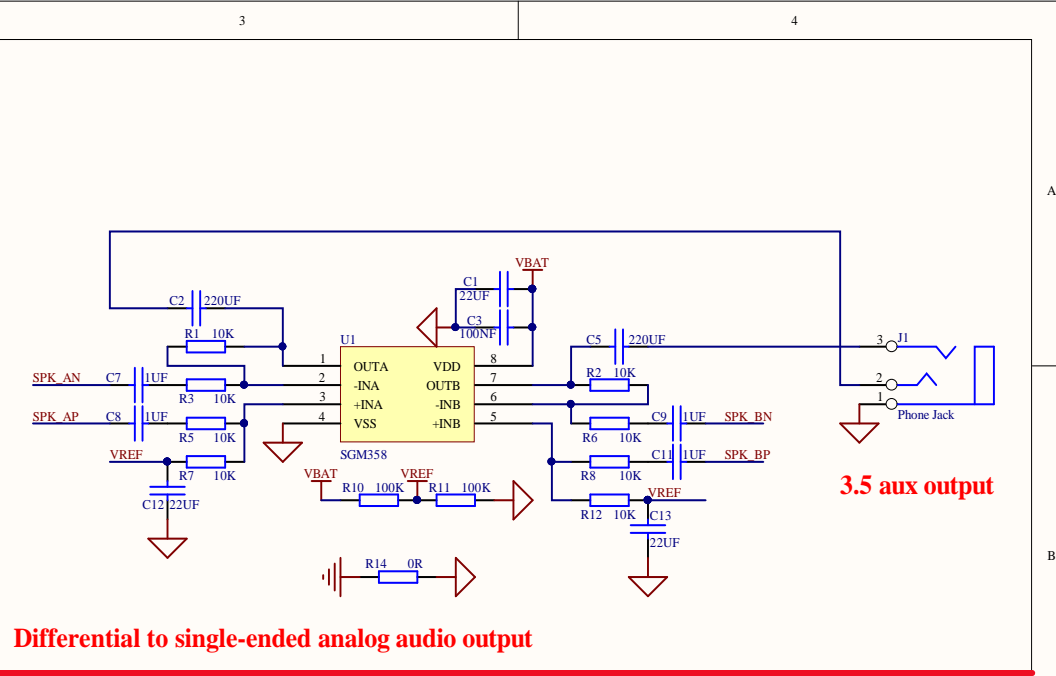 3 4
A
VBAT
C1
22UF
C2 220UF
C3
100NF
R1 10K
U1
C5 220UF
3 J1
1 OUTA VDD 8
SPK_AN C7 1UF 2 -INA OUTB 7 R2 10K 2
R3 10K
3 +INA -INB 6 1
SPK_AP C8 1UF 4 VSS +INB 5 C9 1UF SPK_BN Phone Jack
R5 10K R6 10K
VREF SGM358 C11 1UF SPK_BP
R7 10K VBAT VREF R8 10K
R10 100K R11 100K VREF
C12 22UF R12 10K C13
22UF
3.5 aux output
B
R14 0R
Differential to single-ended analog audio output